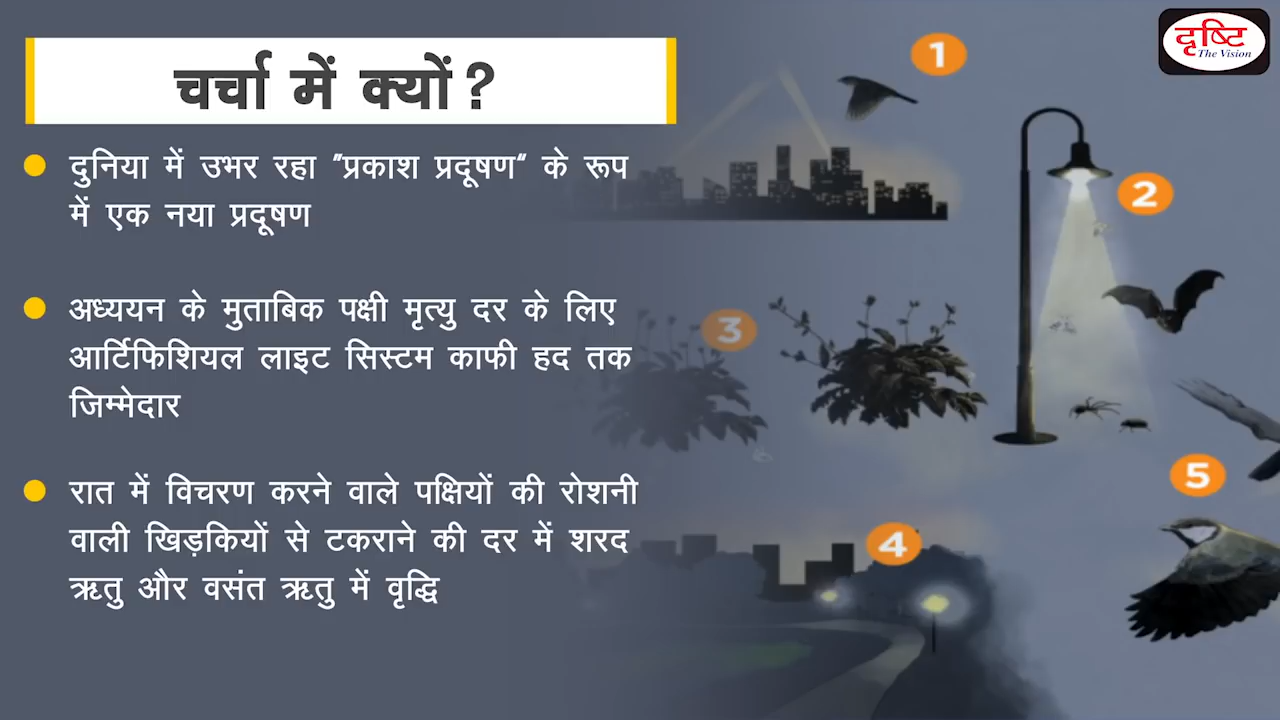 चर्चा में क्यों?
दृष्टि
The Vision
दुनिया में उभर रहा "प्रकाश प्रदूषण" के रूप
में एक नया प्रदूषण
अध्ययन के मुताबिक पक्षी मृत्यु दर के लिए
आर्टिफिशियल लाइट सिस्टम काफी हद तक
जिम्मेदार
रात में विचरण करने वाले पक्षियों की रोशनी
वाली खिड़कियों से टकराने की दर में शरद
ऋतु और वसंत ऋतु में वृद्धि
1
2
3
4
5